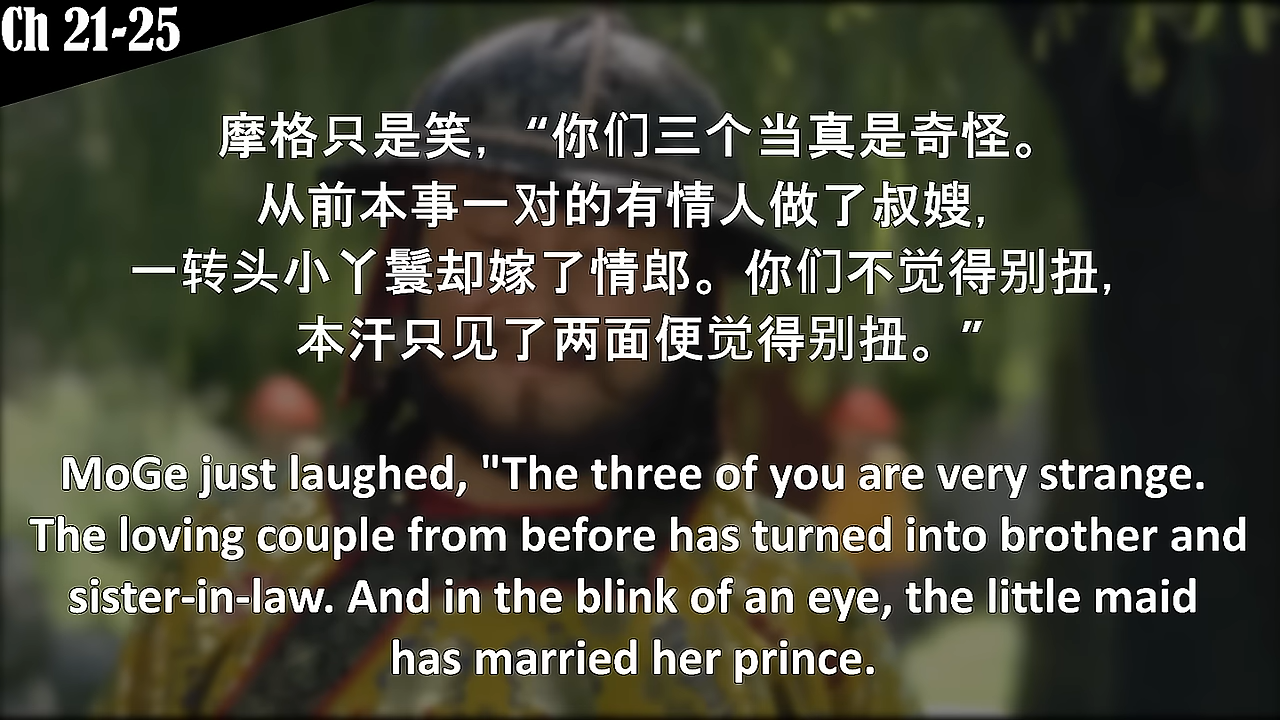 Ch 21-25
摩格只是笑，“你们三个当真是奇怪。
从前本事一对的有情人做了叔嫂，
一转头小丫鬟却嫁了情郎。你们不觉得别扭，
本汗只见了两面便觉得别扭。”
MoGe just laughed, "The three of you are very strange.
The loving couple from before has turned into brother and
sister-in-law. And in the blink of an eye, the little maid
has married her prince.